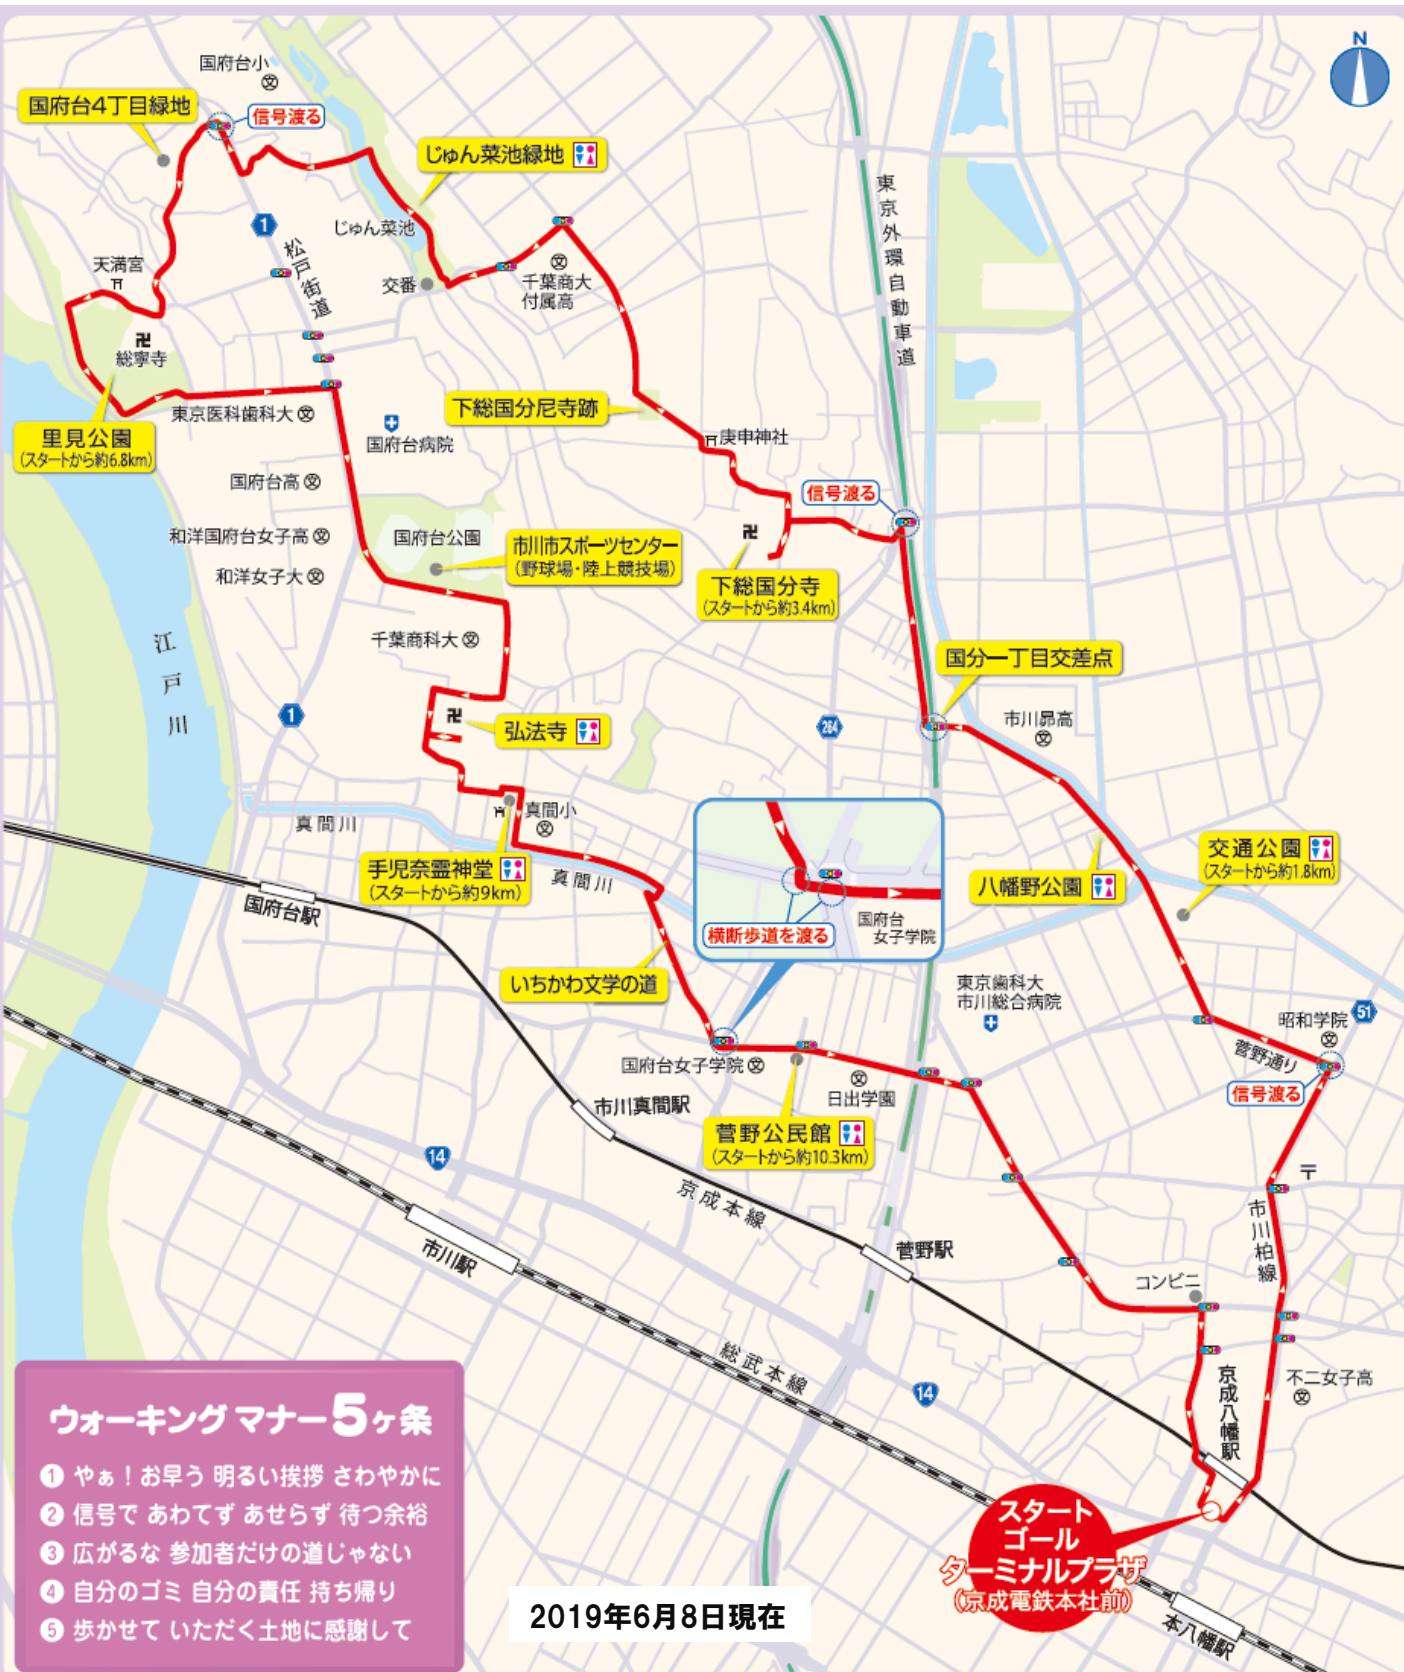 N
国府台小
国府台4丁目緑地
信号渡る
じゅん菜池緑地
1
松戸街道
じゅん菜池
交番
千葉商大
付属高
東京外環自動車道
天満宮
総寧寺
里見公園
(スタートから約6.8km)
東京医科歯科大
国府台病院
国府台高
和洋国府台女子高
和洋女子大
国府台公園
市川市スポーツセンター
(野球場・陸上競技場)
下総国分尼寺跡
庚申神社
信号渡る
下総国分寺
(スタートから約3.4km)
千葉商科大
江戸川
国分一丁目交差点
1
弘法寺
264
市川昴高
真間川
真間小
手児奈霊神堂
(スタートから約9km)
真間川
国府台駅
国府台
女子学院
横断歩道を渡る
八幡野公園
交通公園
(スタートから約1.8km)
いちかわ文学の道
東京歯科大
市川総合病院
昭和学院
51
菅野通り
信号渡る
国府台女子学院
日出学園
市川真間駅
菅野公民館
(スタートから約10.3km)
14
京成本線
市川駅
菅野駅
〒
市川柏線
コンビニ
総武本線
14
不二女子高
京成八幡駅
スタート
ゴール
ターミナルプラザ
(京成電鉄本社前)
本八幡駅
ウォーキング マナー5ヶ条
1 やぁ！お早う 明るい挨拶 さわやかに
2 信号で あわてず あせらず 待つ余裕
3 広がるな 参加者だけの道じゃない
4 自分のゴミ 自分の責任 持ち帰り
5 歩かせて いただく土地に感謝して
2019年6月8日現在